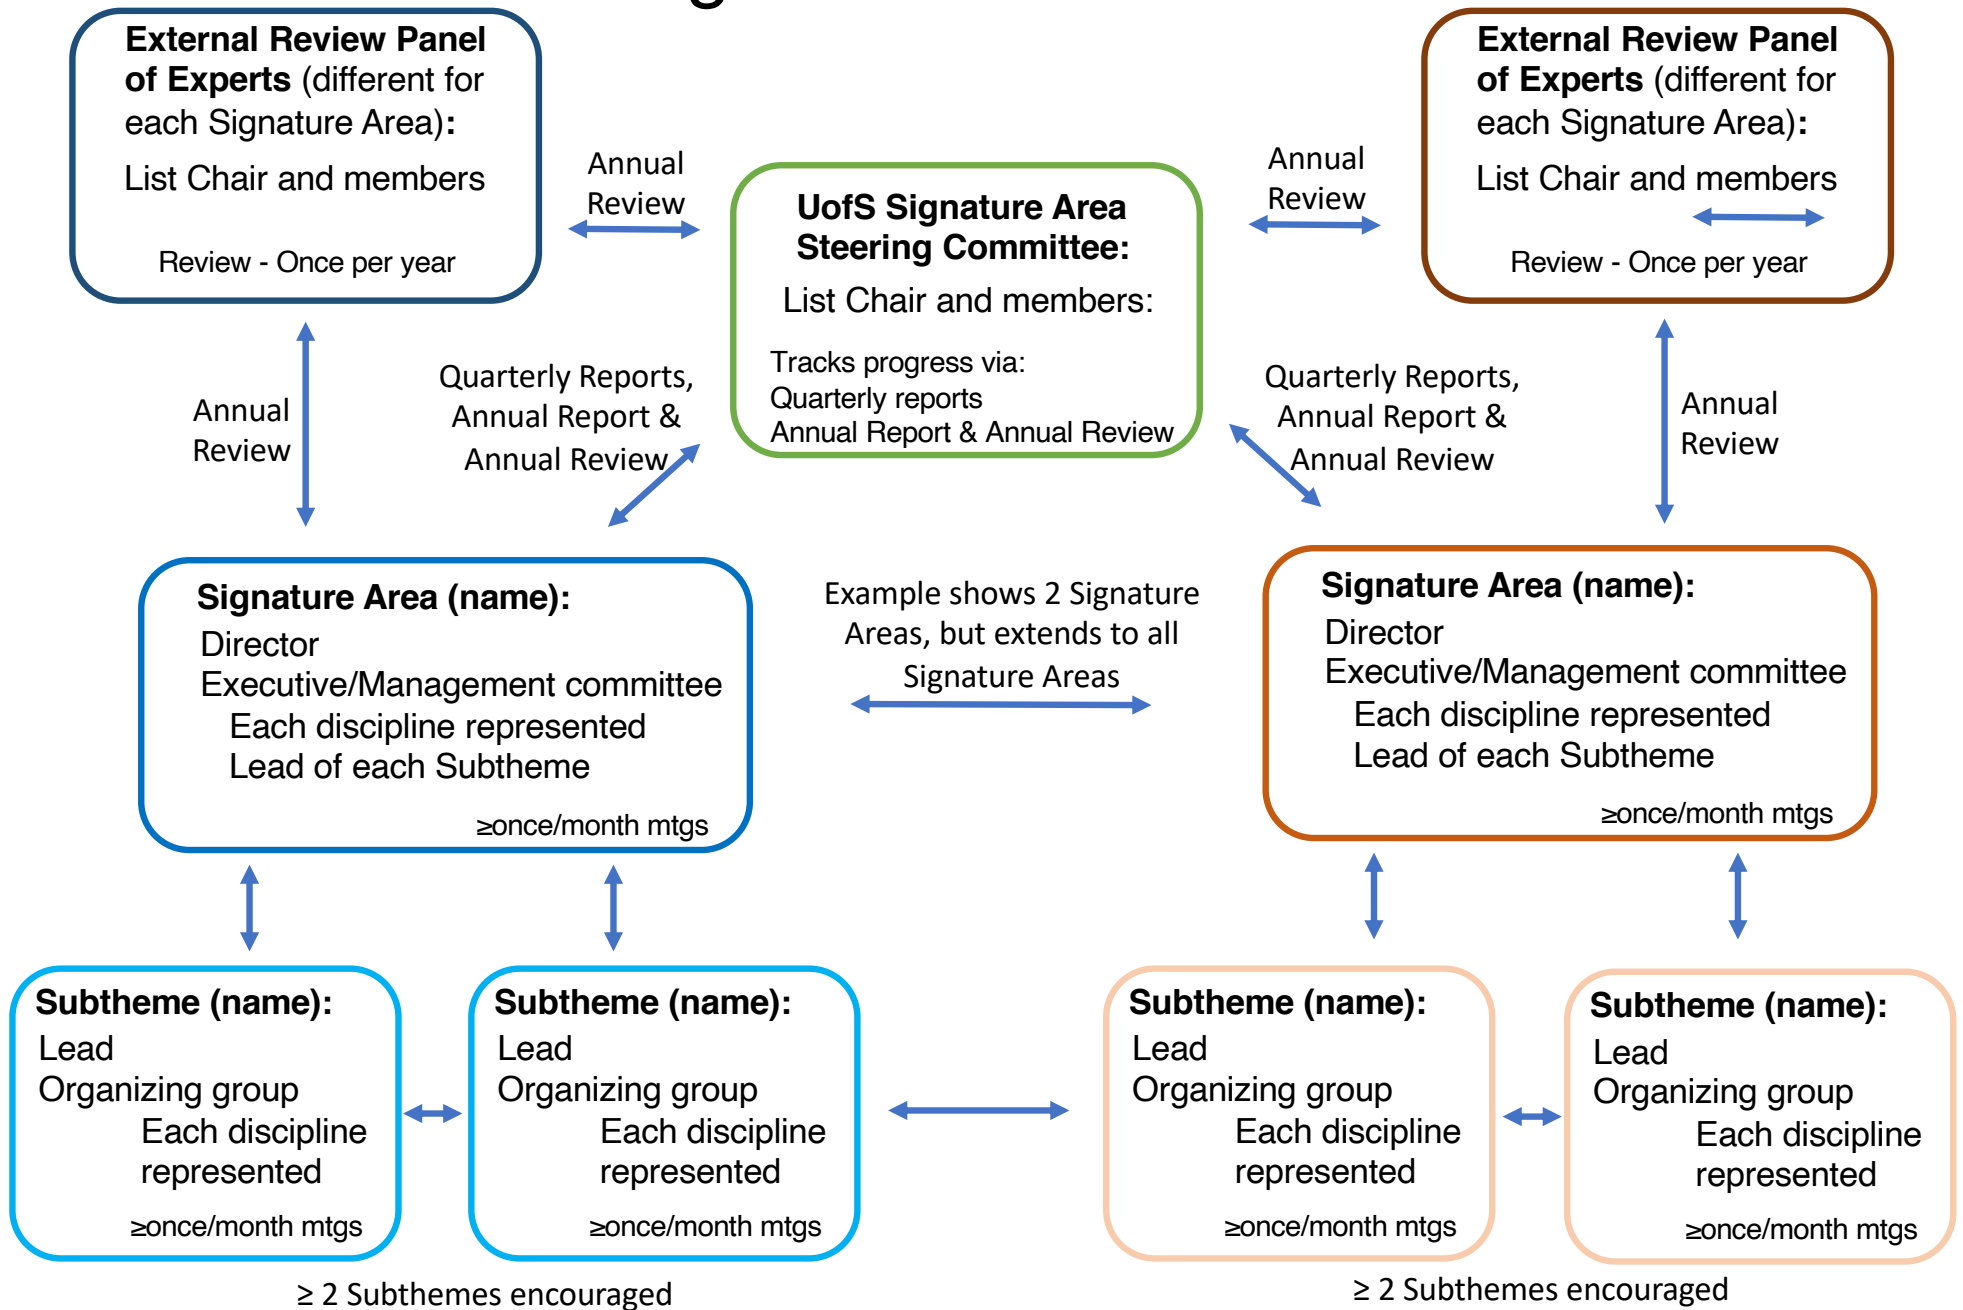 External Review Panel
of Experts (different for
each Signature Area):
List Chair and members
Review - Once per year
Annual
Review
UofS Signature Area
Steering Committee:
List Chair and members:
Tracks progress via:
Quarterly reports
Annual Report & Annual Review
Annual
Review
External Review Panel
of Experts (different for
each Signature Area):
List Chair and members
Review - Once per year
Annual
Review
Quarterly Reports,
Annual Report &
Annual Review
Quarterly Reports,
Annual Report &
Annual Review
Annual
Review
Signature Area (name):
Director
Executive/Management committee
Each discipline represented
Lead of each Subtheme
≥once/month mtgs
Example shows 2 Signature
Areas, but extends to all
Signature Areas
Signature Area (name):
Director
Executive/Management committee
Each discipline represented
Lead of each Subtheme
≥once/month mtgs
Subtheme (name):
Lead
Organizing group
Each discipline
represented
≥once/month mtgs
Subtheme (name):
Lead
Organizing group
Each discipline
represented
≥once/month mtgs
≥ 2 Subthemes encouraged
Subtheme (name):
Lead
Organizing group
Each discipline
represented
≥once/month mtgs
Subtheme (name):
Lead
Organizing group
Each discipline
represented
≥once/month mtgs
≥ 2 Subthemes encouraged